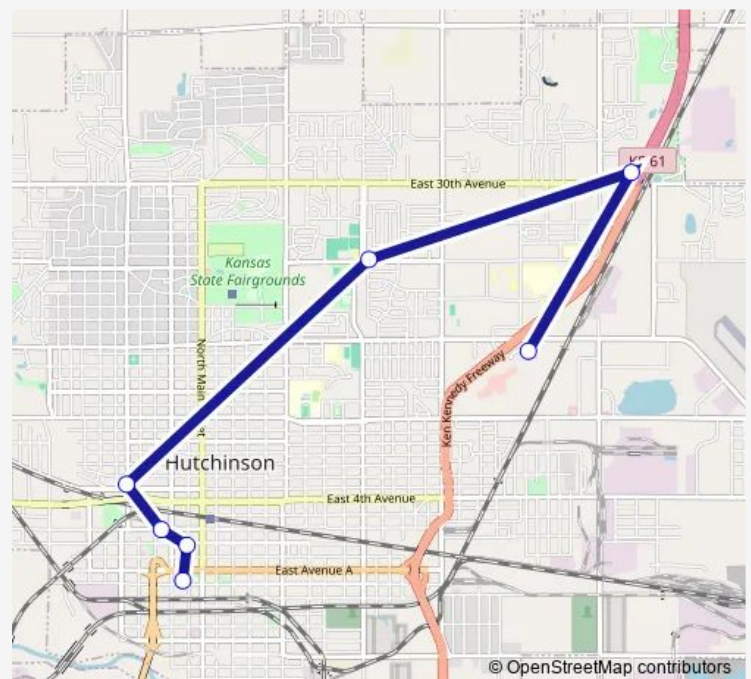 KS 61
East 30th Avenue
Kansas
State Fairgrounds
North Main
Ken Kennedy Freeway
Hutchinson
East 4th Avenue
East Avenue A
© OpenStreetMap contributors